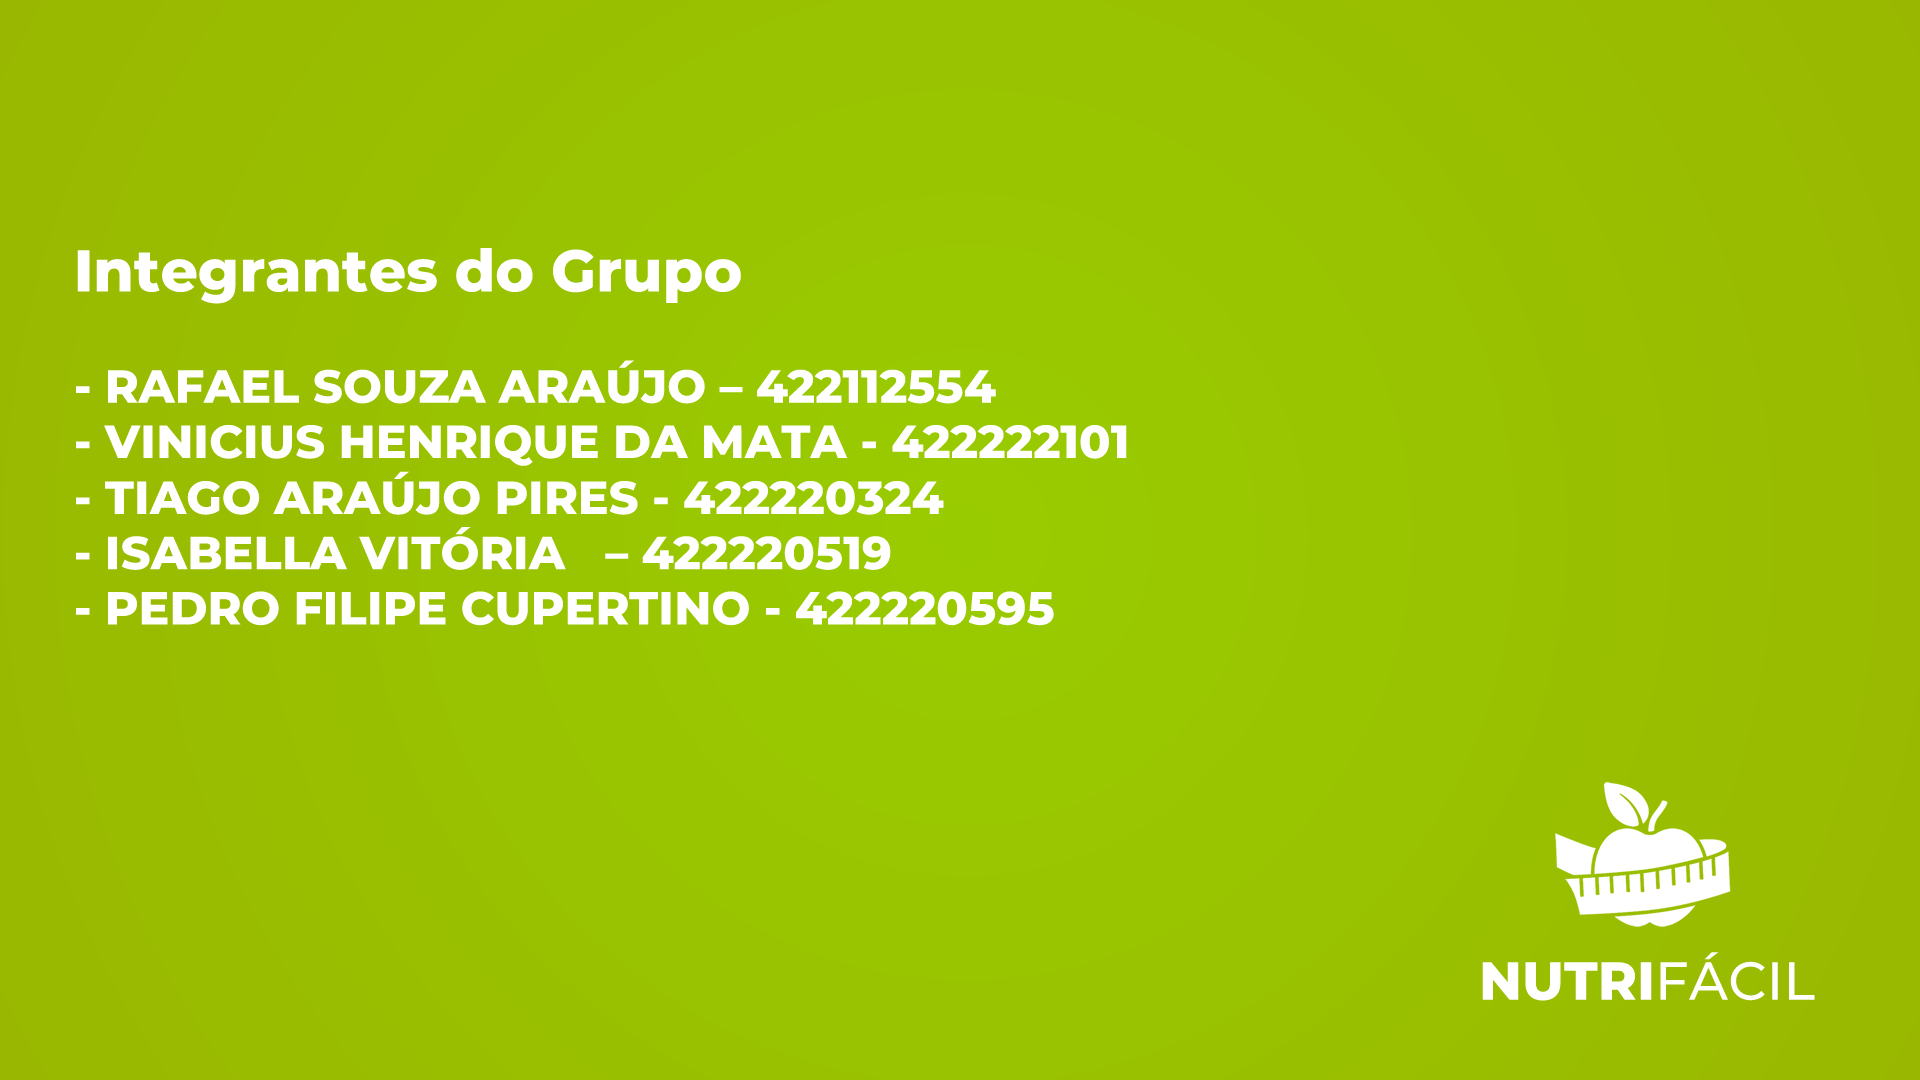 Integrantes do Grupo
- RAFAEL SOUZA ARAÚJO – 422112554
- VINICIUS HENRIQUE DA MATA - 422222101
- TIAGO ARAÚJO PIRES - 422220324
- ISABELLA VITÓRIA – 422220519
- PEDRO FILIPE CUPERTINO - 422220595
NUTRIFÁCIL